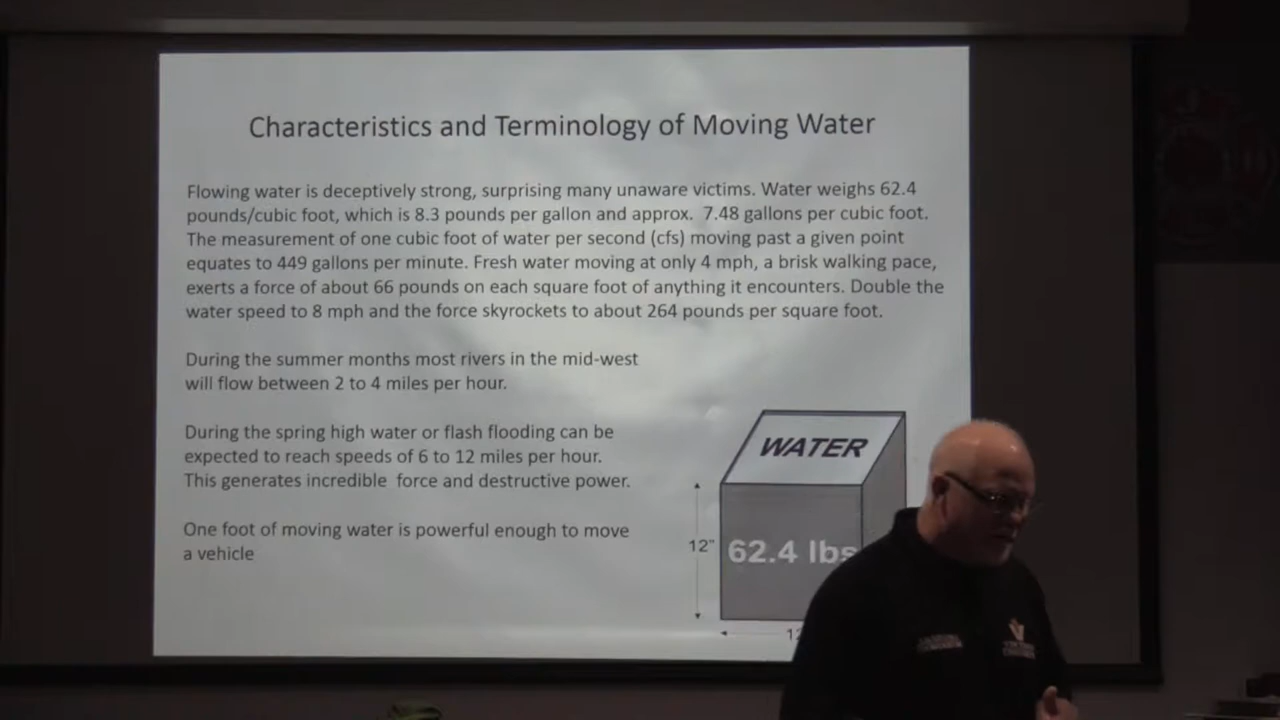 Characteristics and Terminology of Moving Water
Flowing water is deceptively strong, surprising many unaware victims. Water weighs 62.4
pounds/cubic foot, which is 8.3 pounds per gallon and approx. 7.48 gallons per cubic foot.
The measurement of one cubic foot of water per second (cfs) moving past a given point
equates to 449 gallons per minute. Fresh water moving at only 4 mph, a brisk walking pace,
exerts a force of about 66 pounds on each square foot of anything it encounters. Double the
water speed to 8 mph and the force skyrockets to about 264 pounds per square foot.
During the summer months most rivers in the mid-west
will flow between 2 to 4 miles per hour.
During the spring high water or flash flooding can be
expected to reach speeds of 6 to 12 miles per hour.
This generates incredible force and destructive power.
One foot of moving water is powerful enough to move
a vehicle
WATER
12"
62.4 lbs